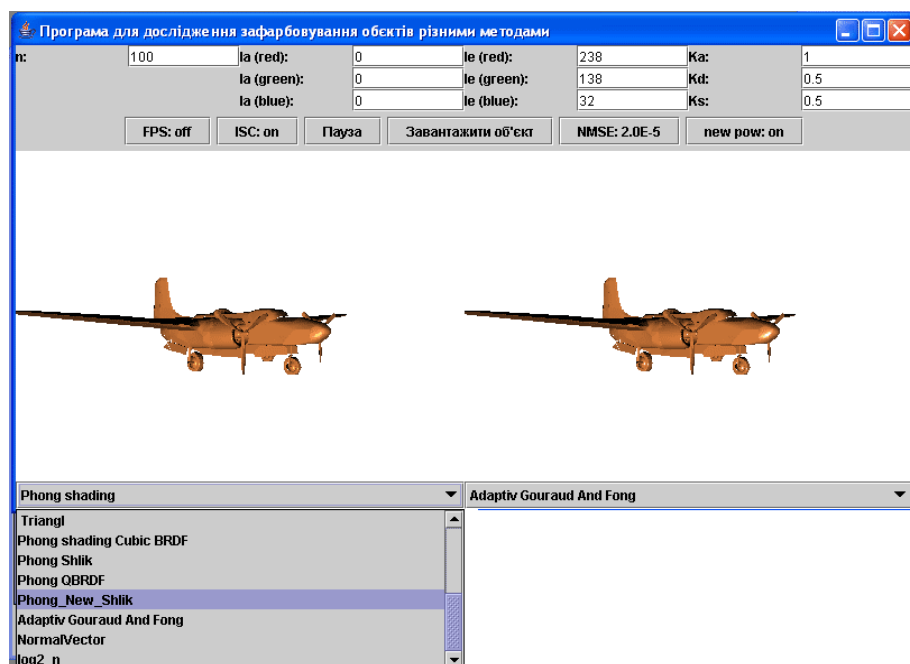 Програма для дослідження зафарбовування обєктів різними методами
n: 100 Ia (red): 0 Ie (red): 238 Ka: 1
Ia (green): 0 Ie (green): 138 Kd: 0.5
Ia (blue): 0 Ie (blue): 32 Ks: 0.5
FPS: off ISC: on Пауза Завантажити об'єкт NMSE: 2.0E-5 new pow: on
Phong shading Adaptiv Gouraud And Fong
Triangl
Phong shading Cubic BRDF
Phong Shlik
Phong QBRDF
Phong_New_Shlik
Adaptiv Gouraud And Fong
NormalVector
log2_n